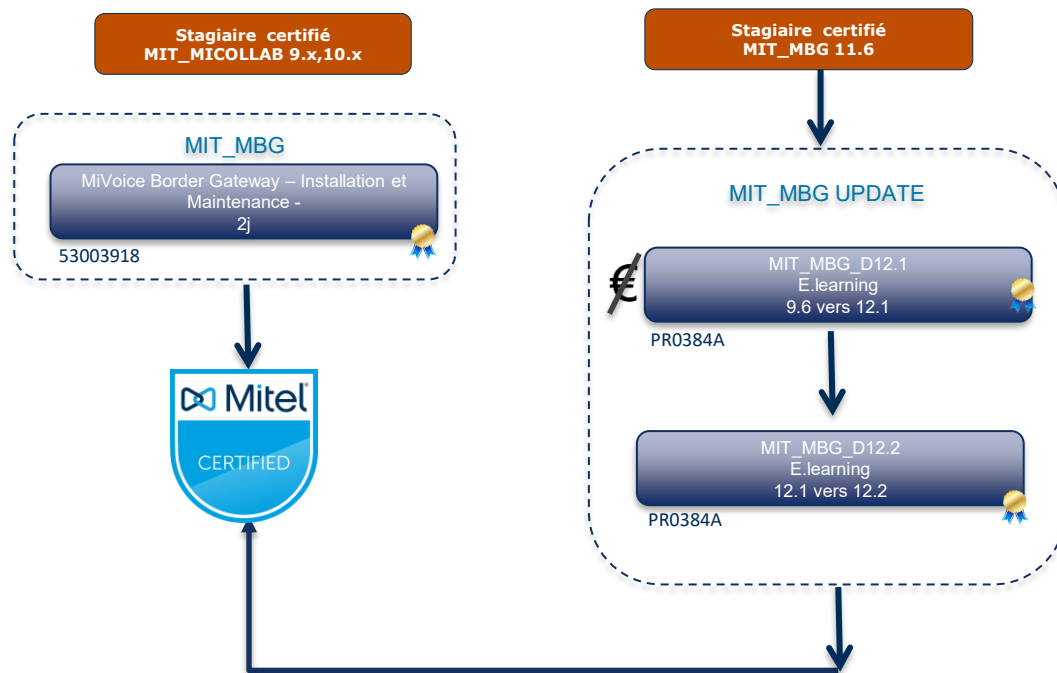 Stagiaire certifié
MIT_MICOLLAB 9.x,10.x
MIT_MBG
MiVoice Border Gateway – Installation et
Maintenance -
2j
53003918
Mitel
CERTIFIED
Stagiaire certifié
MIT_MBG 11.6
MIT_MBG UPDATE
€
MIT_MBG_D12.1
E.learning
9.6 vers 12.1
PR0384A
MIT_MBG_D12.2
E.learning
12.1 vers 12.2
PR0384A